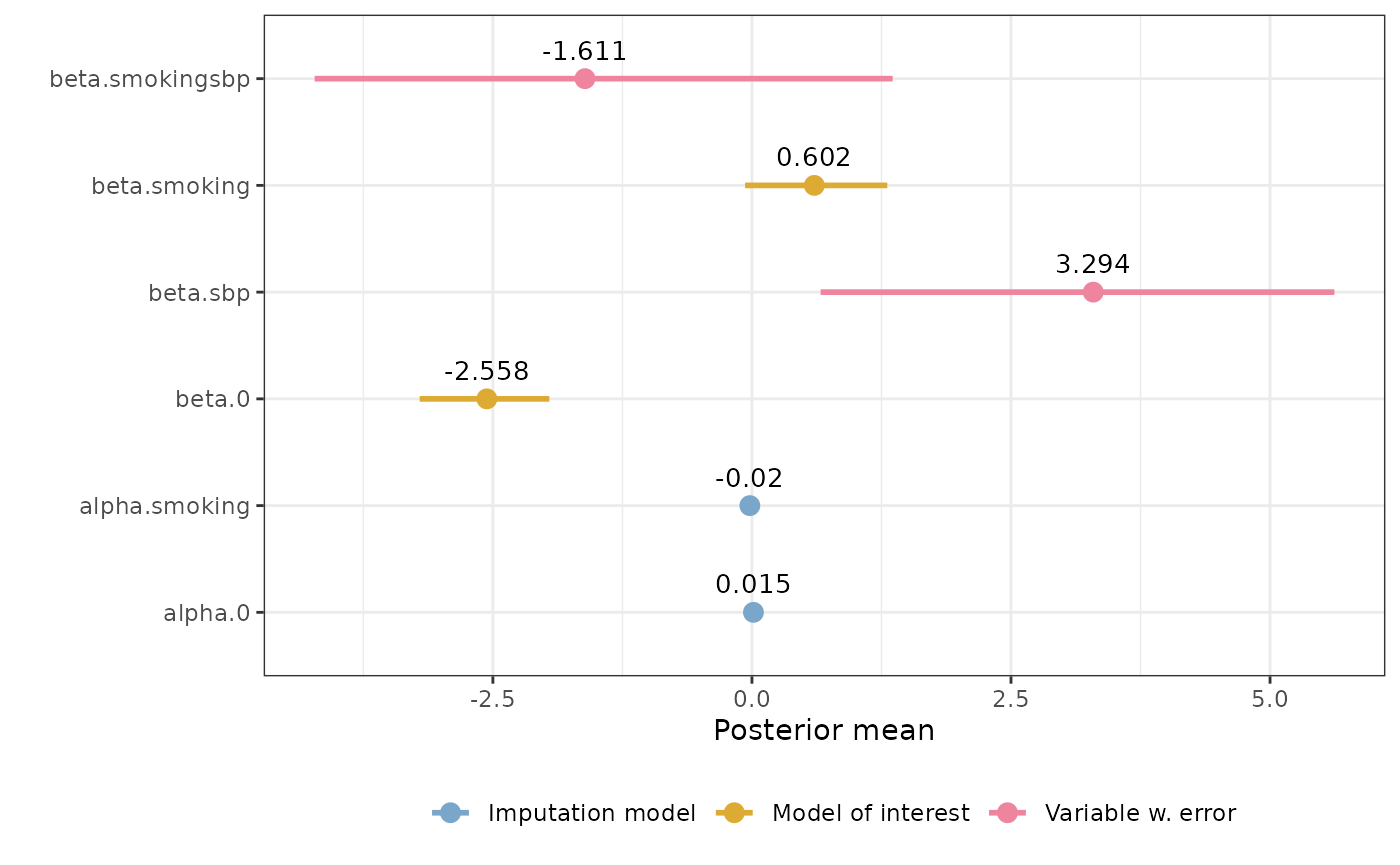 -1.611
beta.smokingsbp
0.602
beta.smoking
3.294
beta.sbp
-2.558
beta.0
-0.02
alpha.smoking
0.015
alpha.0
-2.5 0.0 2.5 5.0
Posterior mean
Imputation model Model of interest Variable w. error